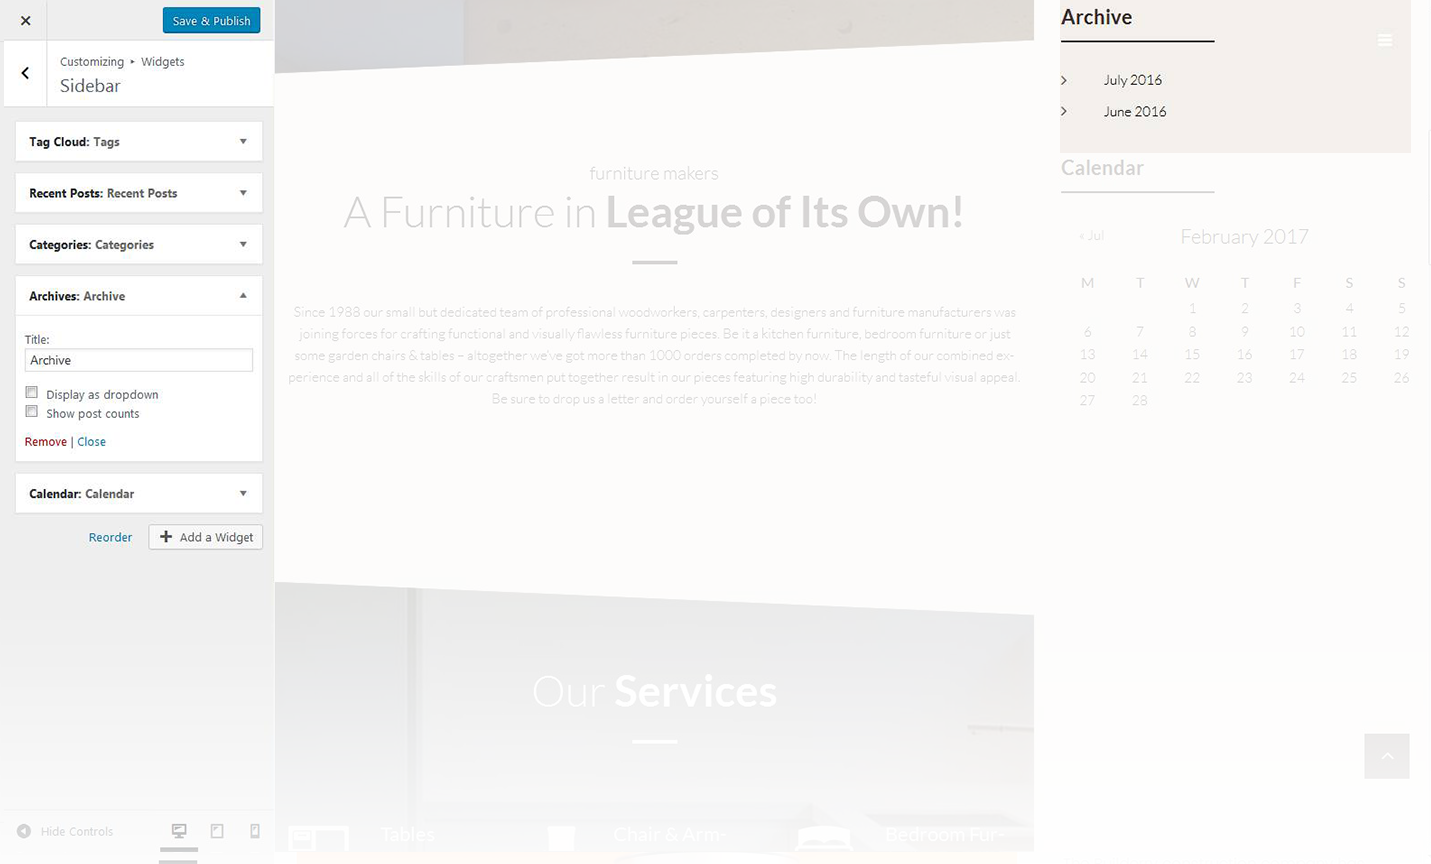 Save & Publish
Customizing ▸ Widgets
Sidebar
Tag Cloud: Tags
Recent Posts: Recent Posts
Categories: Categories
Archives: Archive
Title:
Archive
Display as dropdown
Show post counts
Remove | Close
Calendar: Calendar
Reorder
Add a Widget
Hide Controls
furniture makers
A Furniture in League of Its Own!
Since 1988 our small but dedicated team of professional woodworkers, carpenters, designers and furniture manufacturers was
joining forces for crafting functional and visually flawless furniture pieces. Be it a kitchen furniture, bedroom furniture or just
some garden chairs & tables – altogether we've got more than 1000 orders completed by now. The length of our combined ex-
perience and all of the skills of our craftsmen put together result in our pieces featuring high durability and tasteful visual appeal.
Be sure to drop us a letter and order yourself a piece too!
Our Services
Tables
Chair & Arm-
Bedroom Fur-
Archive
July 2016
June 2016
Calendar
« Jul
February 2017
M T W T F S S
1 2 3 4 5
6 7 8 9 10 11 12
13 14 15 16 17 18 19
20 21 22 23 24 25 26
27 28